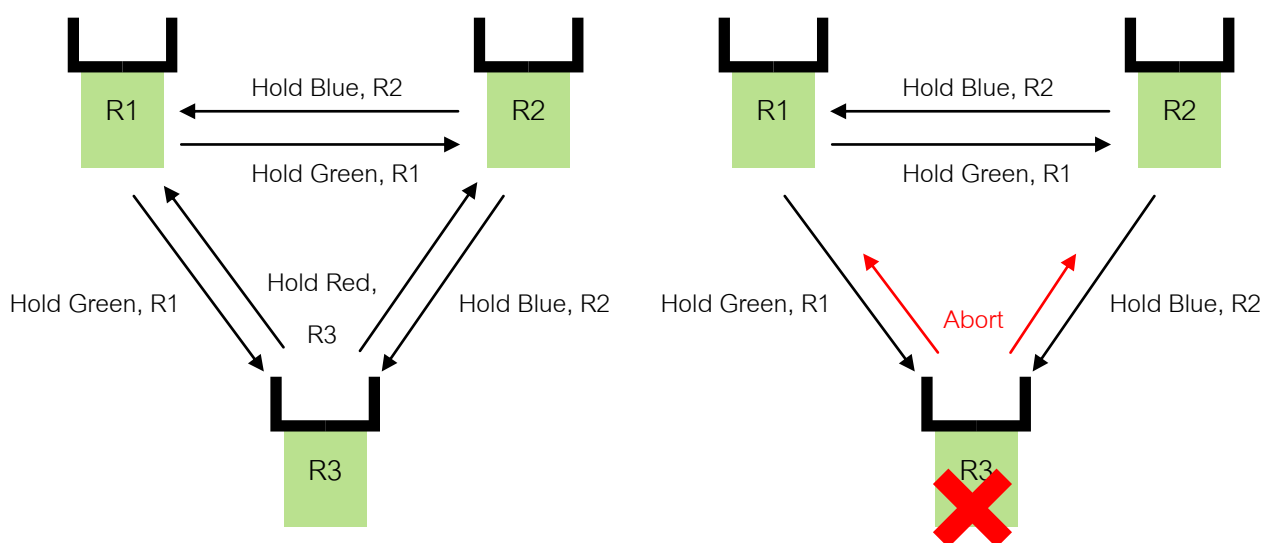 R1
R2
Hold Blue, R2
Hold Green, R1
Hold Red,
R3
Hold Green, R1
Hold Blue, R2
R3
R1
R2
Hold Blue, R2
Hold Green, R1
Hold Green, R1
Hold Blue, R2
Abort
R3